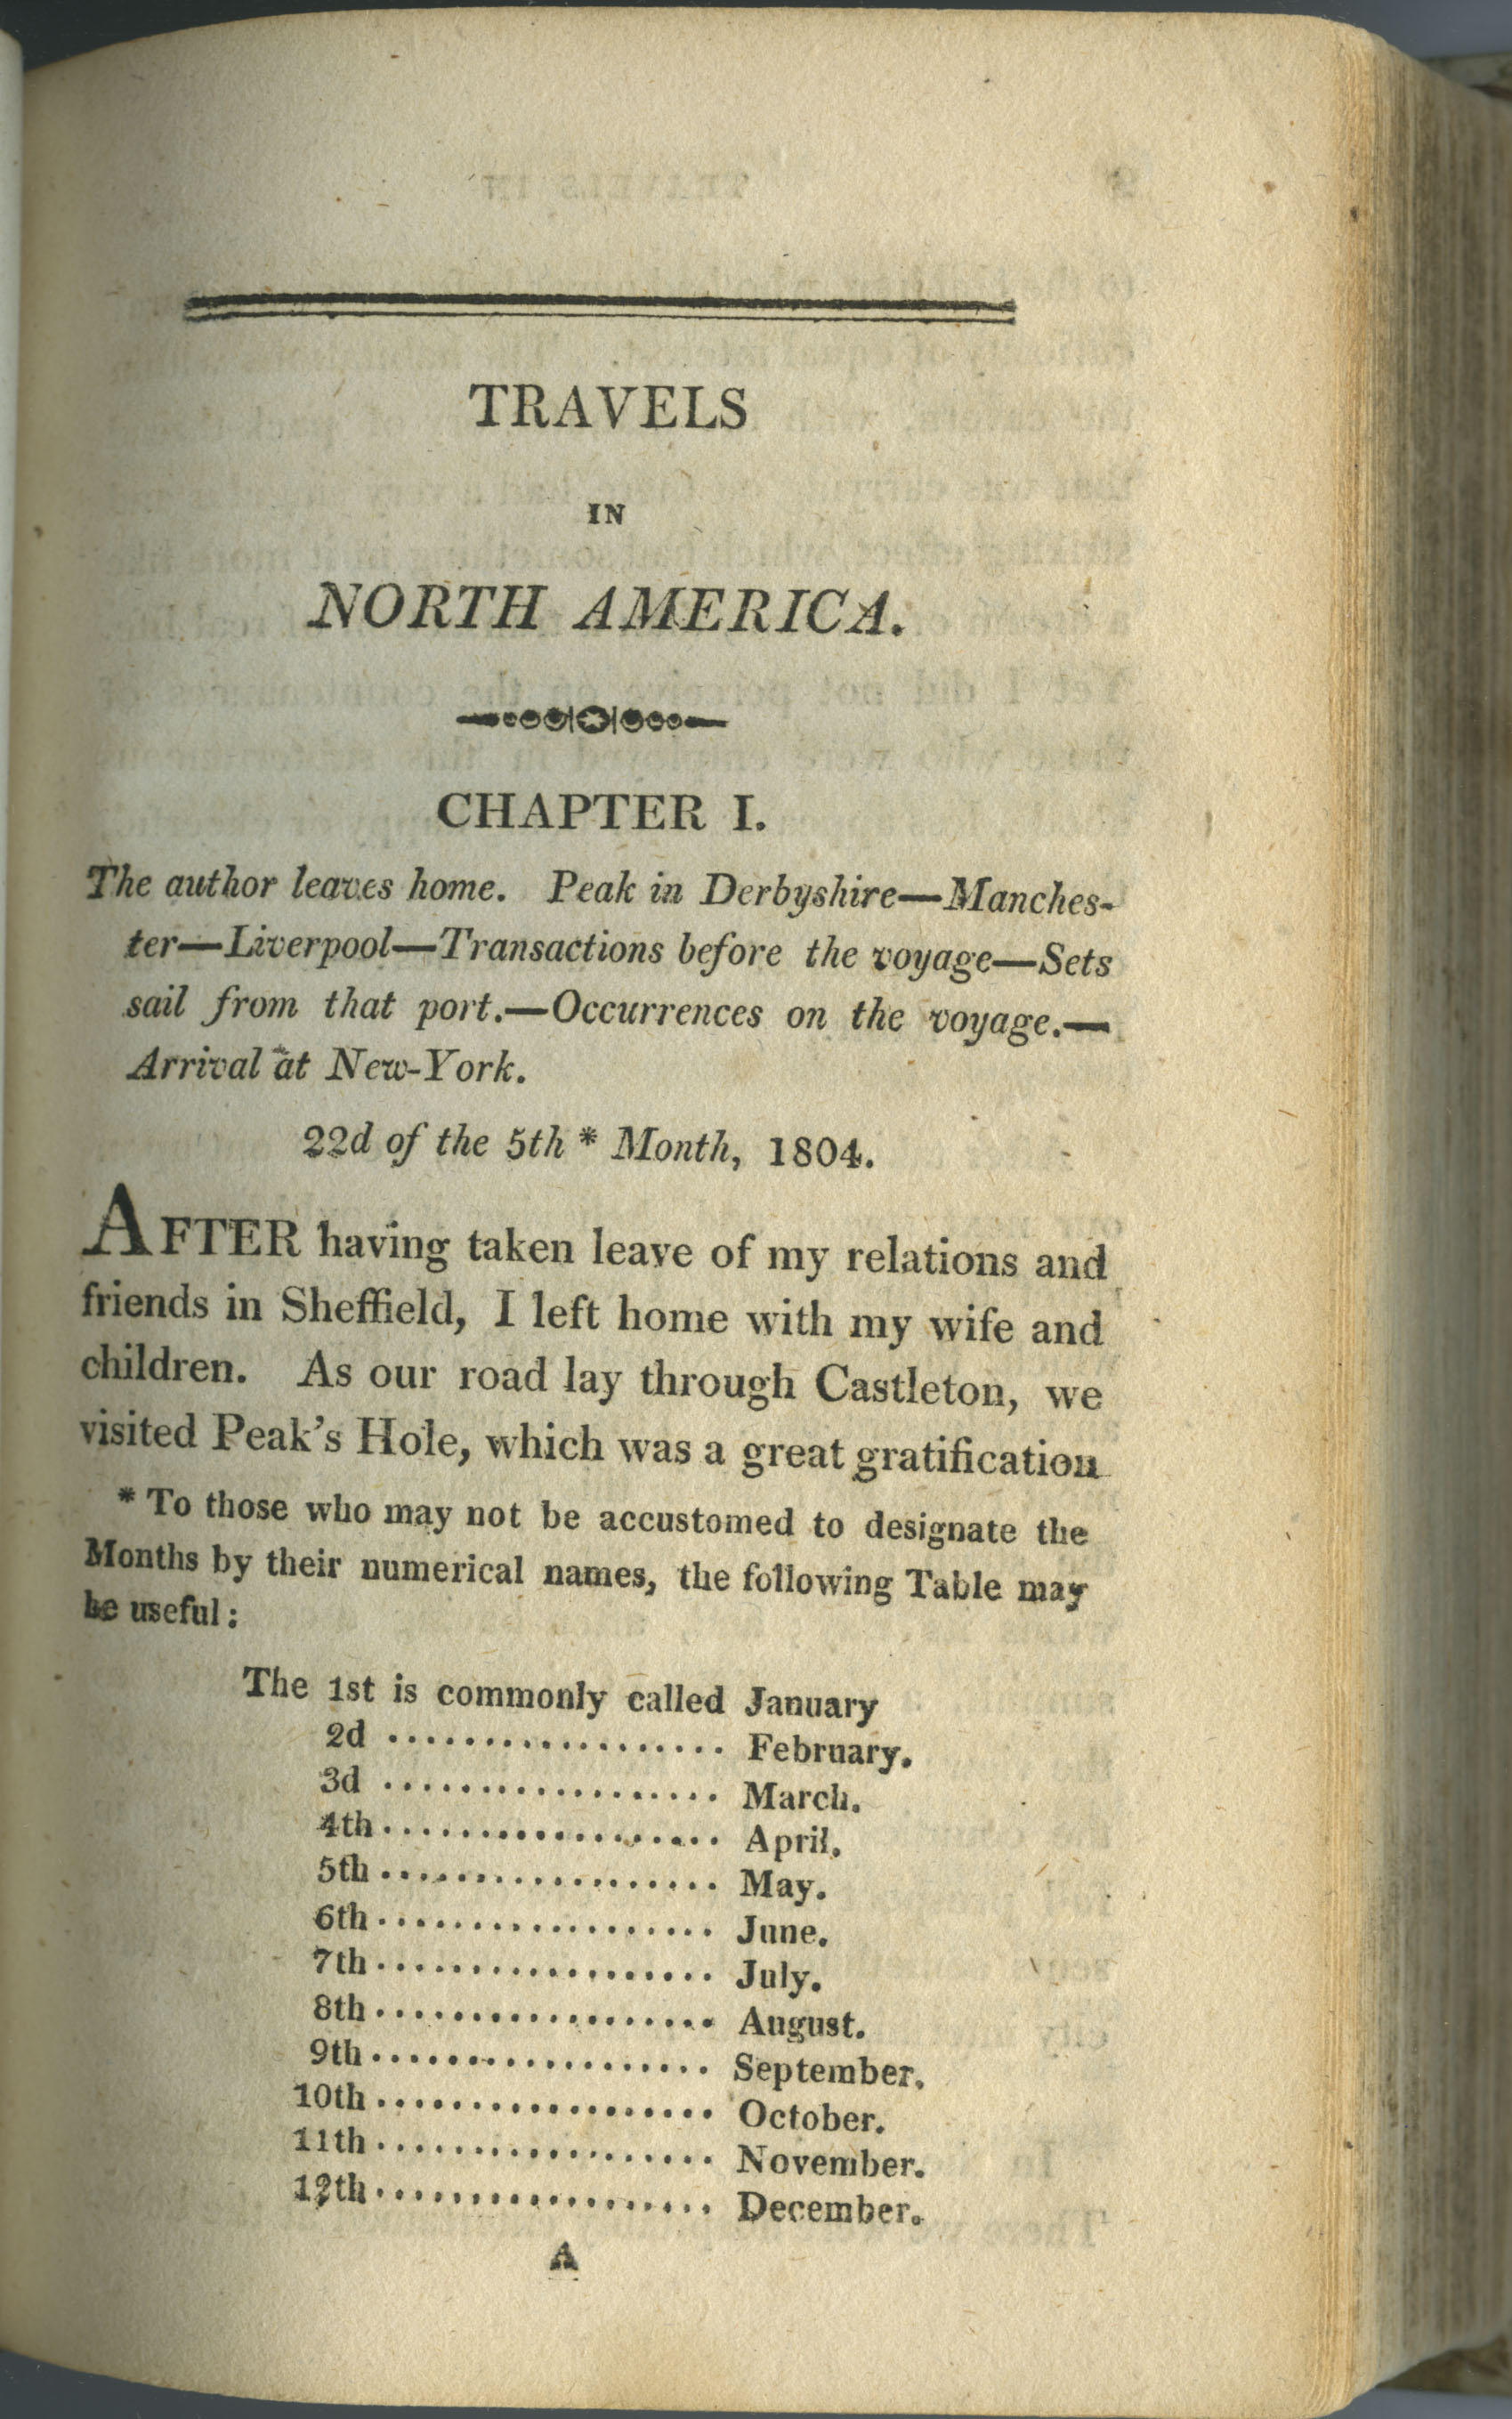 TRAVELS
IN
NORTH AMERICA.
CHAPTER I.
The author leaves home. Peak in Derbyshire—Manches-
ter—Liverpool—Transactions before the voyage—Sets
sail from that port.—Occurrences on the voyage.—
Arrival at New-York.
22d of the 5th * Month, 1804.
AFTER having taken leave of my relations and
friends in Sheffield, I left home with my wife and
children. As our road lay through Castleton, we
visited Peak's Hole, which was a great gratification
* To those who may not be accustomed to designate the
Months by their numerical names, the following Table may
be useful:
The 1st is commonly called January
2d .................. February.
3d .................. March.
4th .................. April.
5th .................. May.
6th .................. June.
7th .................. July.
8th .................. August.
9th .................. September.
10th .................. October.
11th .................. November.
12th .................. December.
A